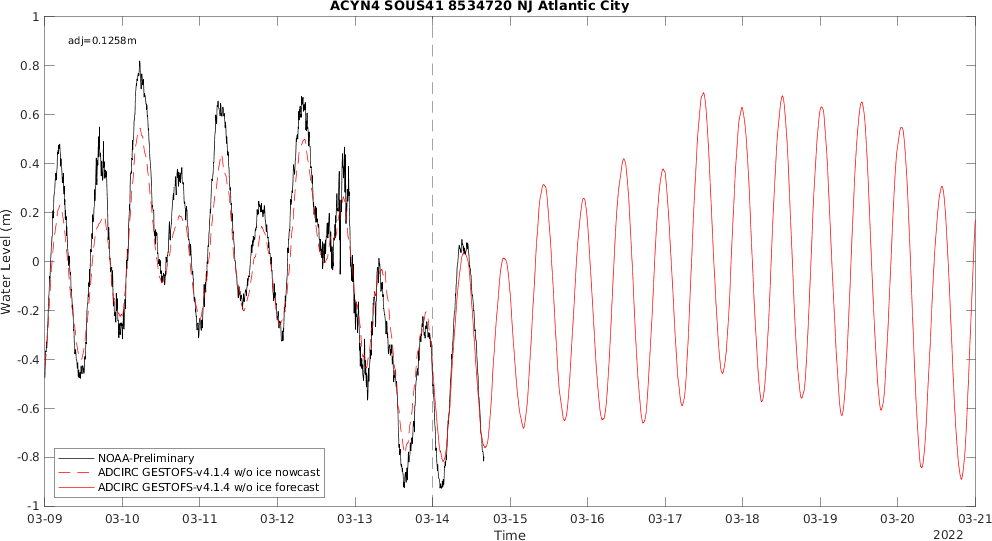 ACYN4 SOUS41 8534720 NJ Atlantic City
adj=0.1258m
1
0.8
0.6
0.4
0.2
0
-0.2
-0.4
-0.6
-0.8
-1
Water Level (m)
NOAA-Preliminary
ADCIRC GESTOFS-v4.1.4 w/o ice nowcast
ADCIRC GESTOFS-v4.1.4 w/o ice forecast
03-09 03-10 03-11 03-12 03-13 03-14 03-15 03-16 03-17 03-18 03-19 03-20 03-21
Time
2022